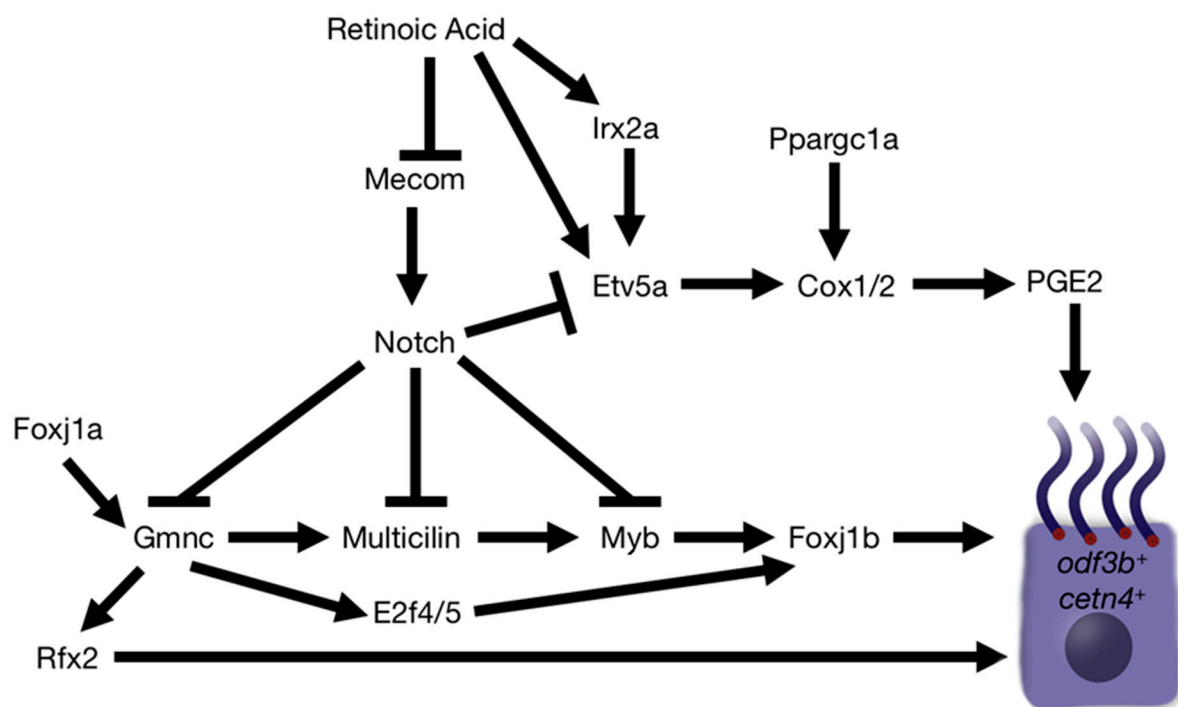 Retinoic Acid
Irx2a
Ppargc1a
Mecom
Etv5a
Cox1/2
PGE2
Notch
Foxj1a
Gmnc
Multicilin
Myb
Foxj1b
odf3b+
cetn4+
E2f4/5
Rfx2